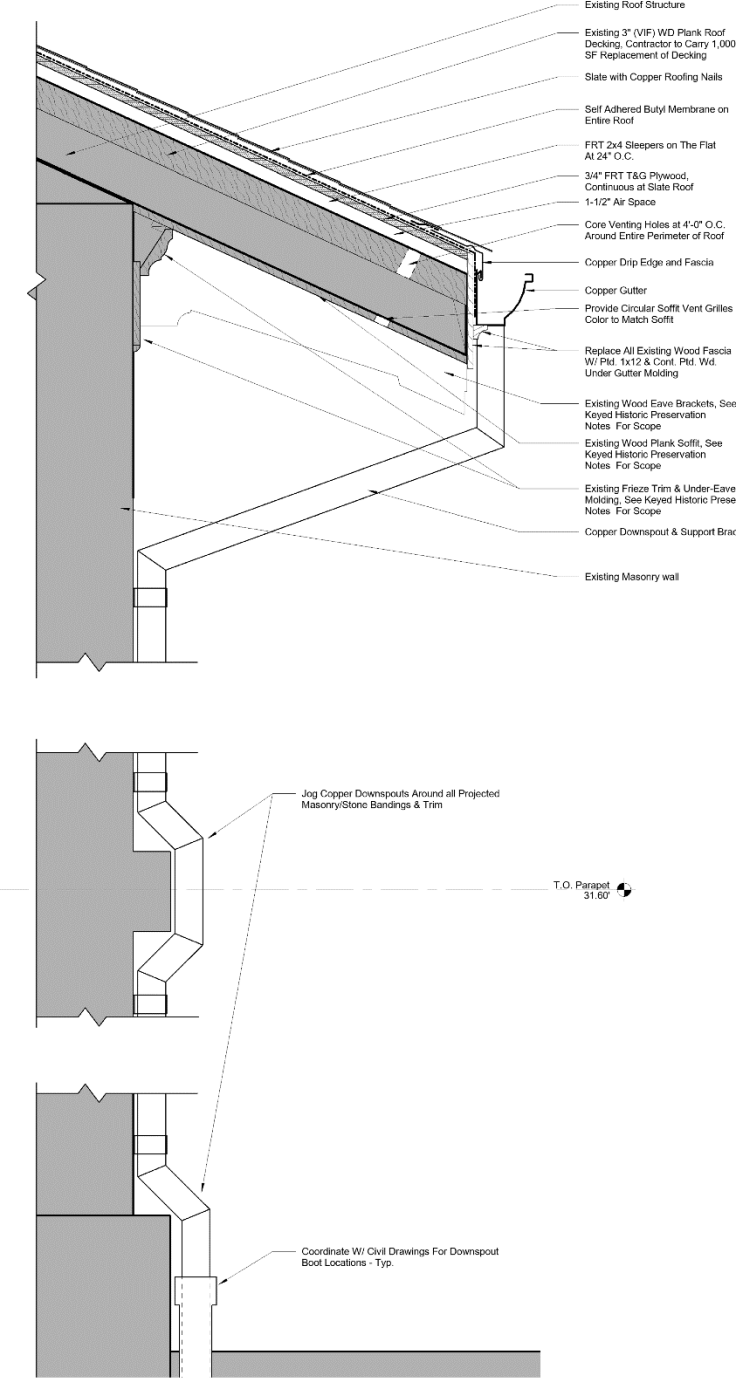 Existing Roof Structure
Existing 3" (VIF) WD Plank Roof
Decking, Contractor to Carry 1,000
SF Replacement of Decking
Slate with Copper Roofing Nails
Self Adhered Butyl Membrane on
Entire Roof
FRT 2x4 Sleepers on The Flat
At 24" O.C.
3/4" FRT T&G Plywood,
Continuous at Slate Roof
1-1/2" Air Space
Core Venting Holes at 4'-0" O.C.
Around Entire Perimeter of Roof
Copper Drip Edge and Fascia
Copper Gutter
Provide Circular Soffit Vent Grilles
Color to Match Soffit
Replace All Existing Wood Fascia
W/ Ptd. 1x12 & Cont. Ptd. Wd.
Under Gutter Molding
Existing Wood Eave Brackets, See
Keyed Historic Preservation
Notes For Scope
Existing Wood Plank Soffit, See
Keyed Historic Preservation
Notes For Scope
Existing Frieze Trim & Under-Eave
Molding, See Keyed Historic Prese
Notes For Scope
Copper Downspout & Support Brac
Existing Masonry wall
Jog Copper Downspouts Around all Projected
Masonry/Stone Bandings & Trim
T.O. Parapet
31.60'
Coordinate W/ Civil Drawings For Downspout
Boot Locations - Typ.